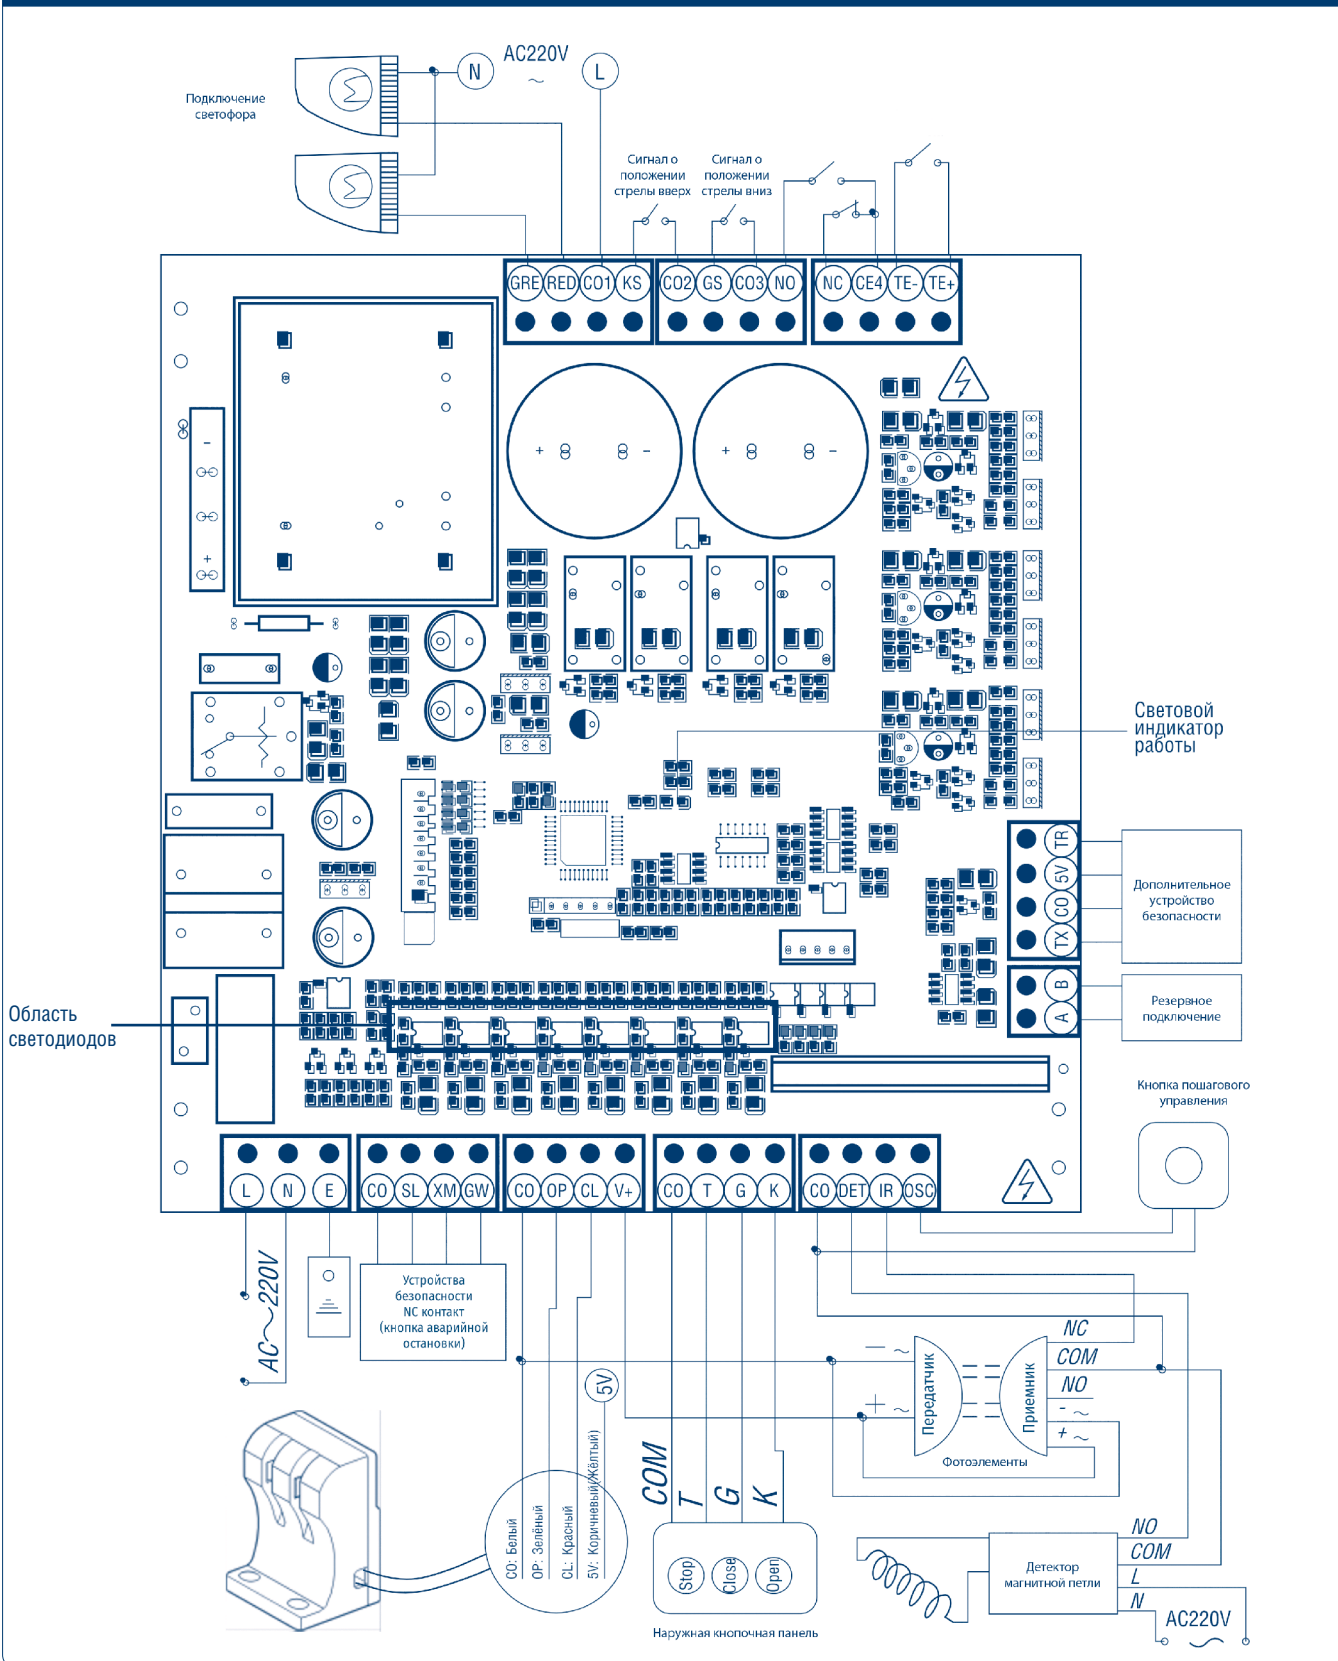 AC220V
N
L
~
Подключение
светофора
Сигнал о
положении
стрелы вверх
Сигнал о
положении
стрелы вниз
GRE RED CO1 KS CO2 GS CO3 NO NC CE4 TE- TE+
+ -
+ -
-
+
Световой
индикатор
работы
TR
5V
CO
TX
Дополнительное
устройство
безопасности
B
A
Резервное
подключение
Область
светодиодов
Кнопка пошагового
управления
L N E CO SL XM GW CO OP CL V+ CO T G K CO DET IR OSC
AC~220V
Устройства
безопасности
NC контакт
(кнопка аварийной
остановки)
5V
CO: Белый
OP: Зелёный
CL: Красный
5V: Коричневый(Жёлтый)
COM
T
G
K
Stop
Close
Open
Наружная кнопочная панель
— ~
+ ~
Передатчик
Приемник
NC
COM
NO
- ~
+ ~
Фотоэлементы
Детектор
магнитной петли
NO
COM
L
N
AC220V